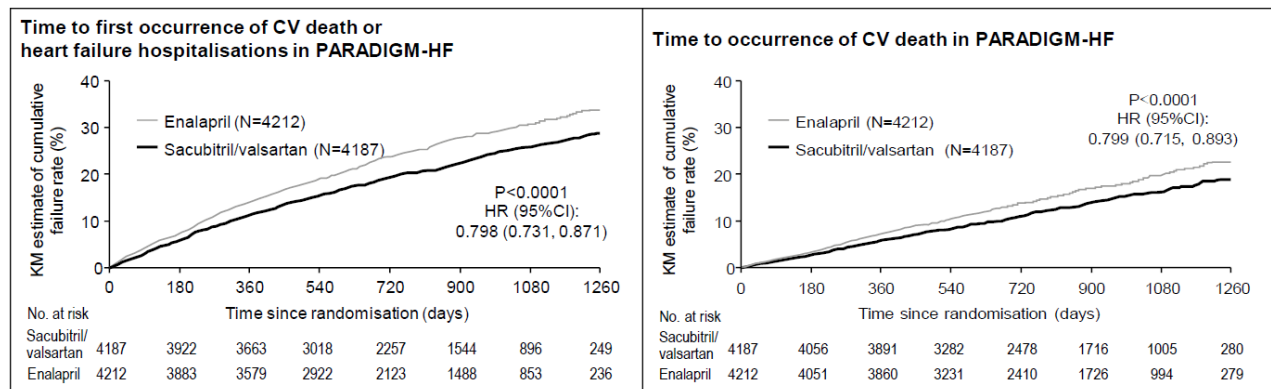 Time to first occurrence of CV death or
heart failure hospitalisations in PARADIGM-HF
KM estimate of cumulative
failure rate (%)
40
30
20
10
0
Enalapril (N=4212)
Sacubitril/valsartan (N=4187)
P<0.0001
HR (95%CI):
0.798 (0.731, 0.871)
0 180 360 540 720 900 1080 1260
No. at risk Time since randomisation (days)
Sacubitril/
valsartan 4187 3922 3663 3018 2257 1544 896 249
Enalapril 4212 3883 3579 2922 2123 1488 853 236
Time to occurrence of CV death in PARADIGM-HF
KM estimate of cumulative
failure rate (%)
40
30
20
10
0
P<0.0001
HR (95%CI):
0.799 (0.715, 0.893)
Enalapril (N=4212)
Sacubitril/valsartan (N=4187)
0 180 360 540 720 900 1080 1260
No. at risk Time since randomisation (days)
Sacubitril/
valsartan 4187 4056 3891 3282 2478 1716 1005 280
Enalapril 4212 4051 3860 3231 2410 1726 994 279